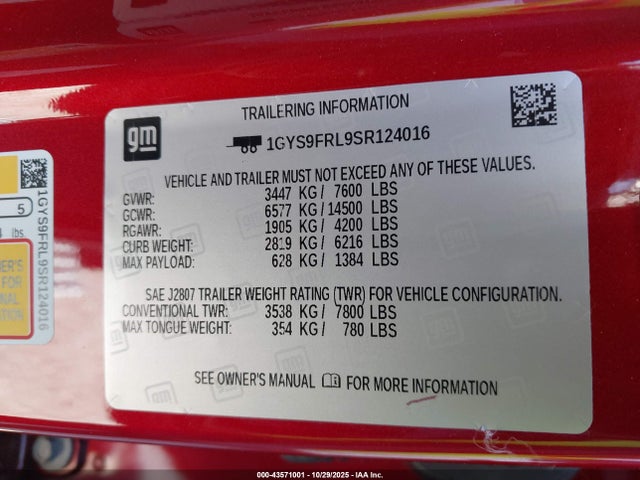 gm
TRAILERING INFORMATION
1GYS9FRL9SR124016
VEHICLE AND TRAILER MUST NOT EXCEED ANY OF THESE VALUES.
GVWR: 3447 KG / 7600 LBS
GCWR: 6577 KG / 14500 LBS
RGAWR: 1905 KG / 4200 LBS
CURB WEIGHT: 2819 KG / 6216 LBS
MAX PAYLOAD: 628 KG / 1384 LBS
SAE J2807 TRAILER WEIGHT RATING (TWR) FOR VEHICLE CONFIGURATION.
CONVENTIONAL TWR: 3538 KG / 7800 LBS
MAX TONGUE WEIGHT: 354 KG / 780 LBS
SEE OWNER'S MANUAL FOR MORE INFORMATION
5
lbs.
1GYS9FRL9SR124016
000-43571001 - 10/29/2025 - IAA Inc.